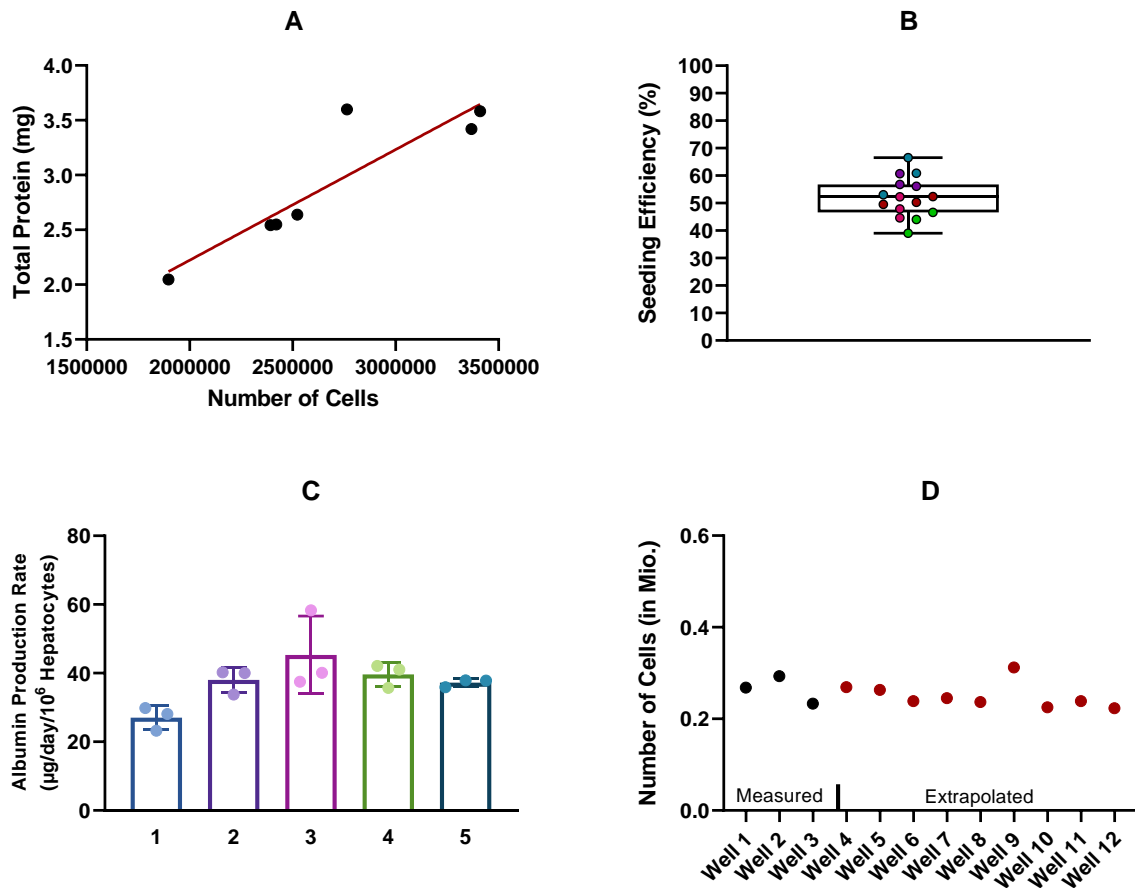 A
Total Protein (mg)
4.0
3.5
3.0
2.5
2.0
1.5
1500000 2000000 2500000 3000000 3500000
Number of Cells
B
Seeding Efficiency (%)
100
90
80
70
60
50
40
30
20
10
0
C
Albumin Production Rate
(µg/day/10⁶ Hepatocytes)
80
60
40
20
0
1 2 3 4 5
D
Number of Cells (in Mio.)
0.6
0.4
0.2
0.0
Measured Extrapolated
Well 1
Well 2
Well 3
Well 4
Well 5
Well 6
Well 7
Well 8
Well 9
Well 10
Well 11
Well 12